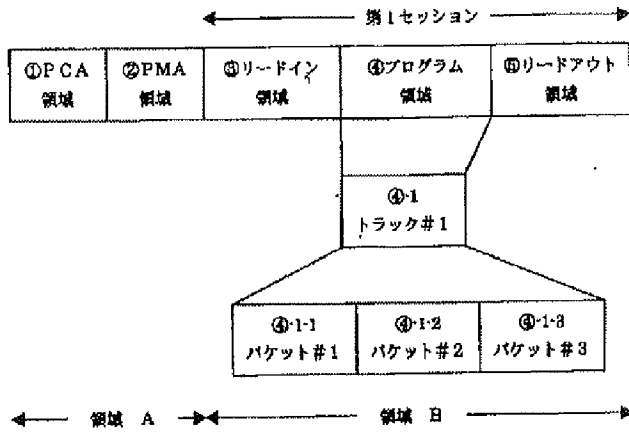 第1セッション
①PCA
領域
②PMA
領域
③リードイン
領域
④プログラム
領域
⑤リードアウト
領域
④-1
トラック#1
④-1-1
パケット#1
④-1-2
パケット#2
④-1-3
パケット#3
領域 A
領域 B